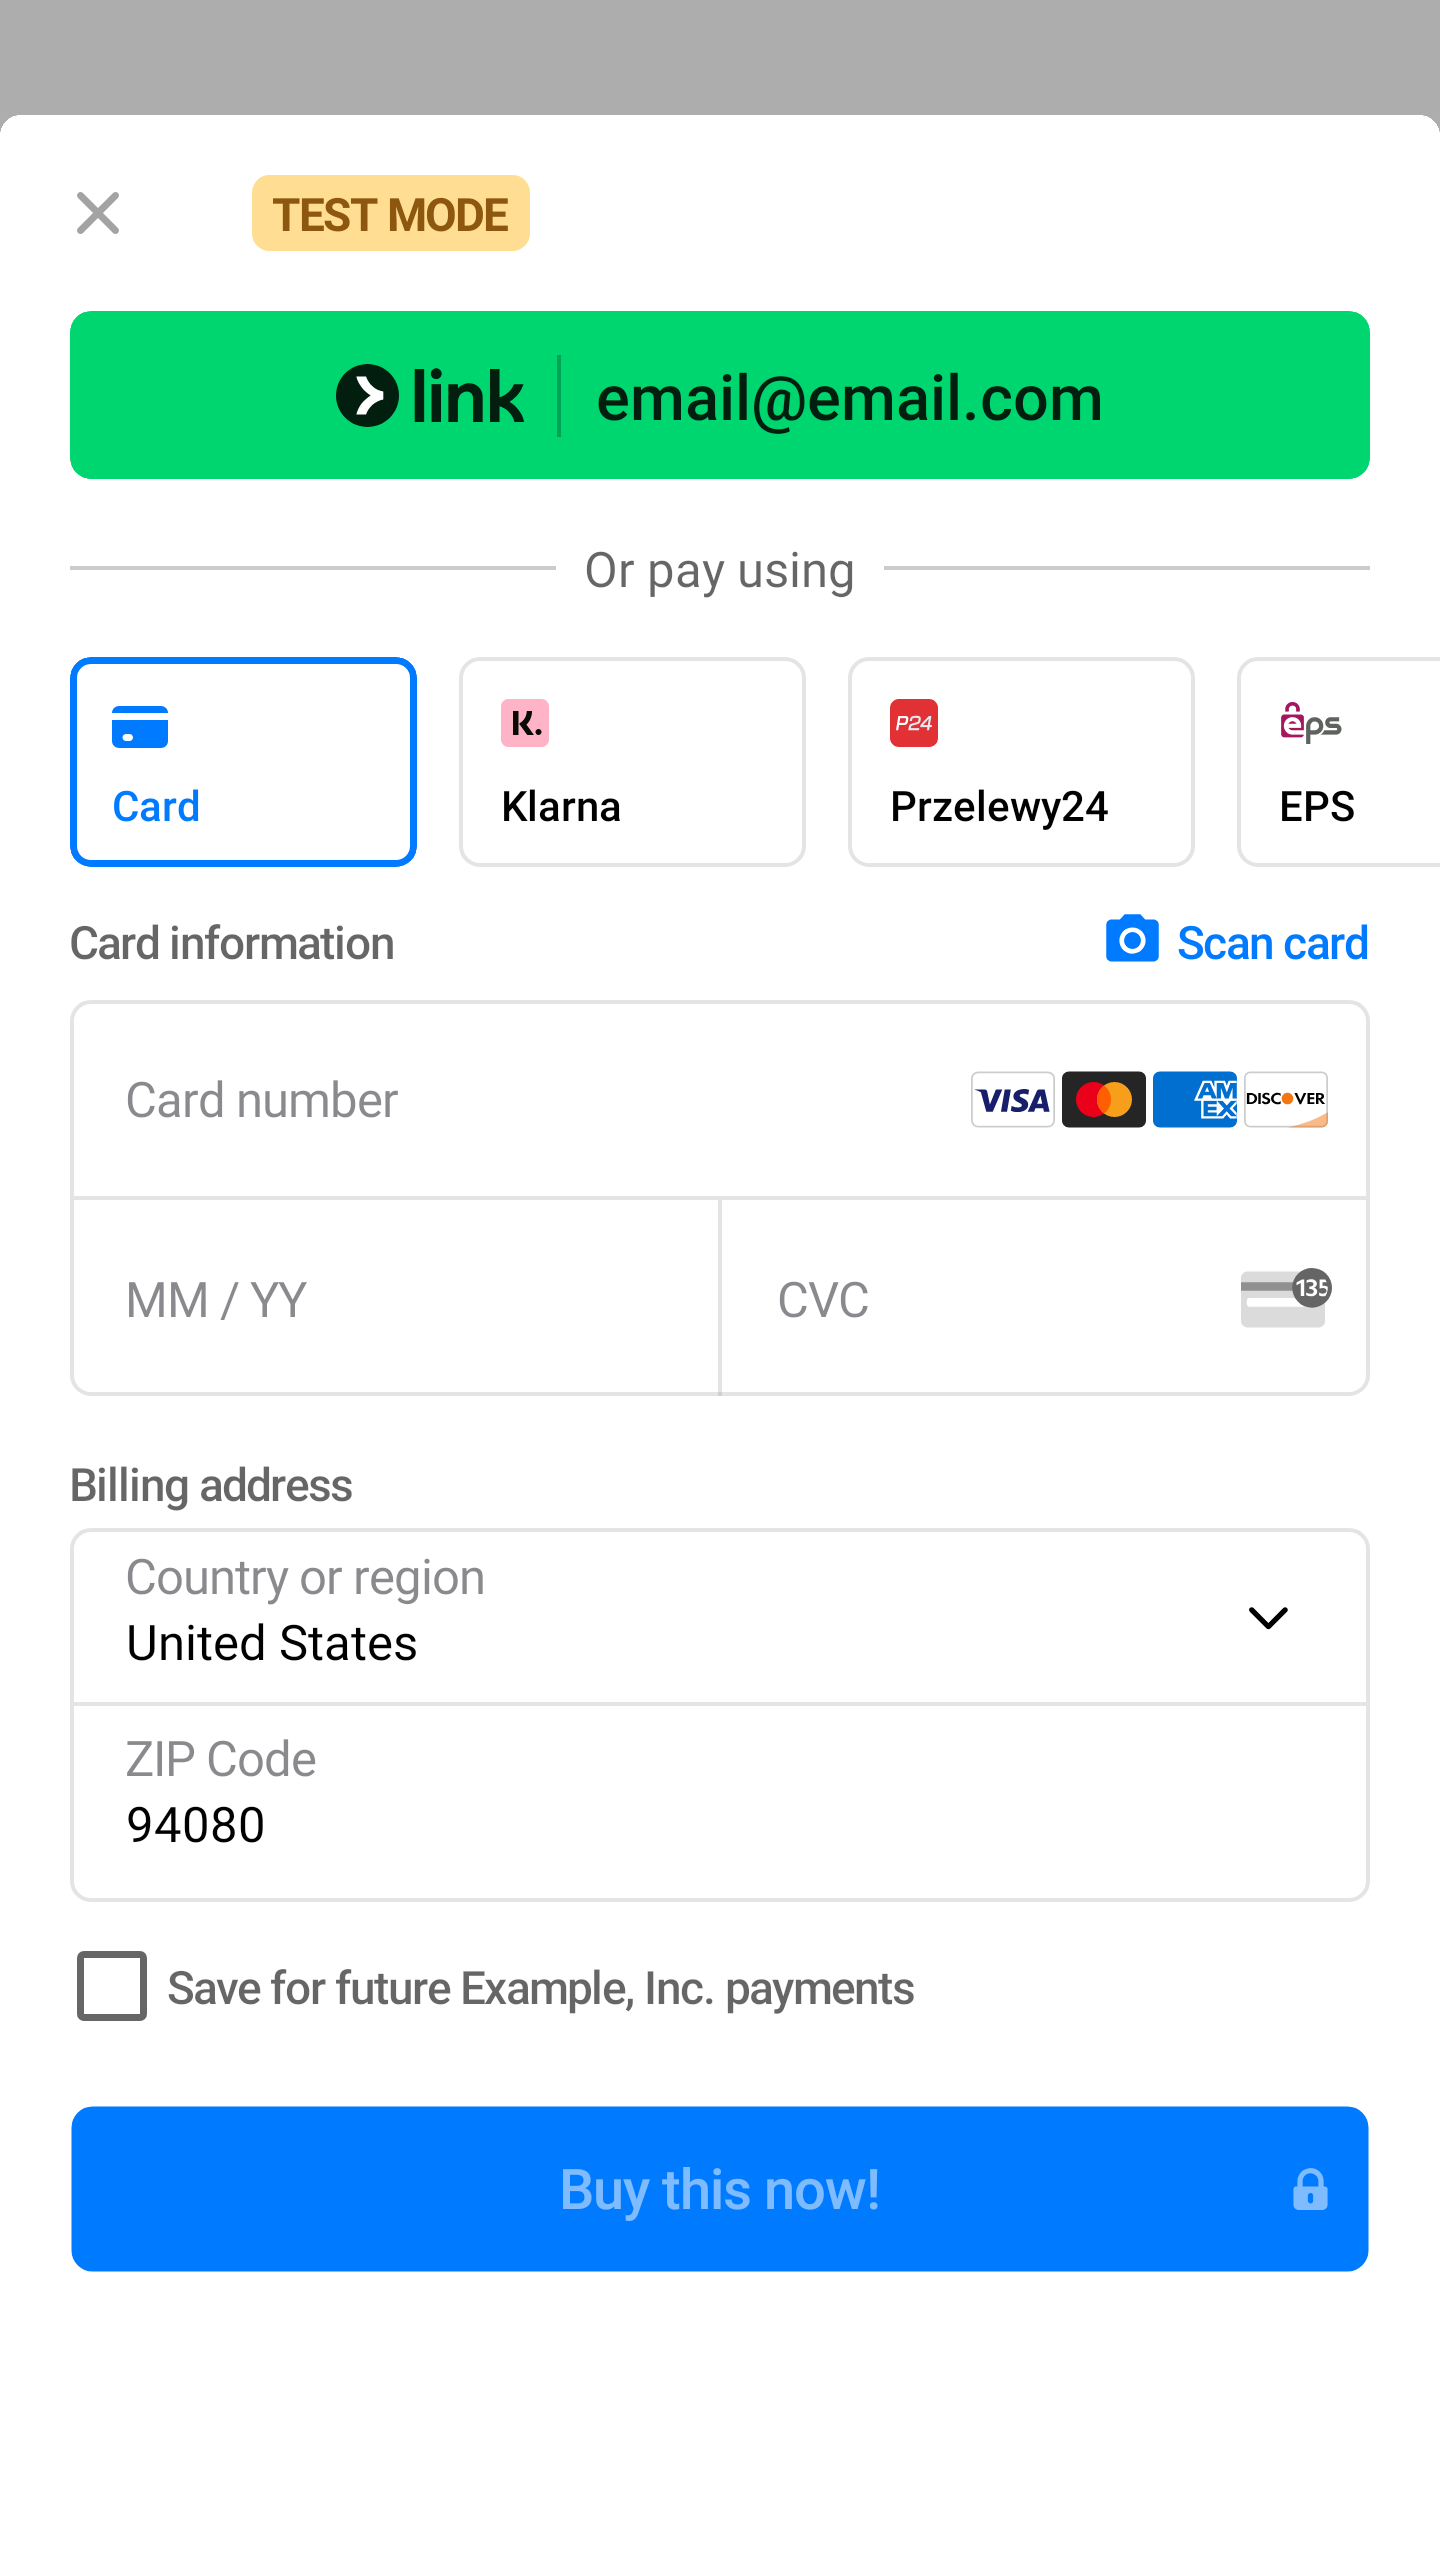 TEST MODE
link email@email.com
Or pay using
K. P24 eps
Card Klarna Przelewy24 EPS
Card information Scan card
Card number VISA AMEX DISCOVER
MM / YY CVC 135
Billing address
Country or region
United States
ZIP Code
94080
Save for future Example, Inc. payments
Buy this now!